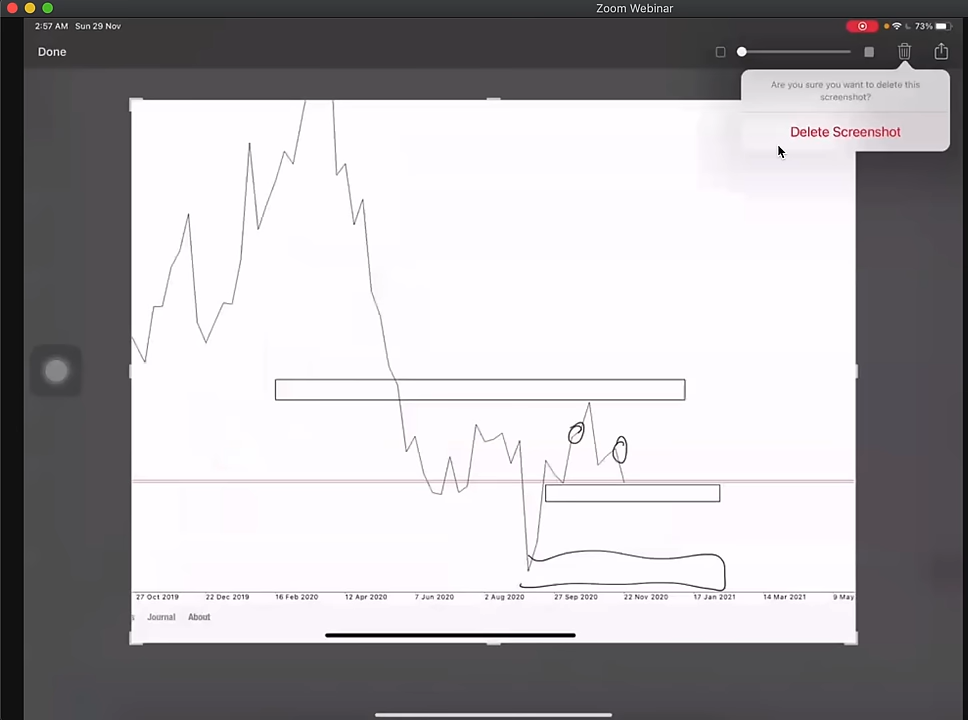 Zoom Webinar
2:57 AM Sun 29 Nov
73%
Done
Are you sure you want to delete this
screenshot?
Delete Screenshot
27 Oct 2019 22 Dec 2019 16 Feb 2020 12 Apr 2020 7 Jun 2020 2 Aug 2020 27 Sep 2020 22 Nov 2020 17 Jan 2021 14 Mar 2021 9 May
s Journal About